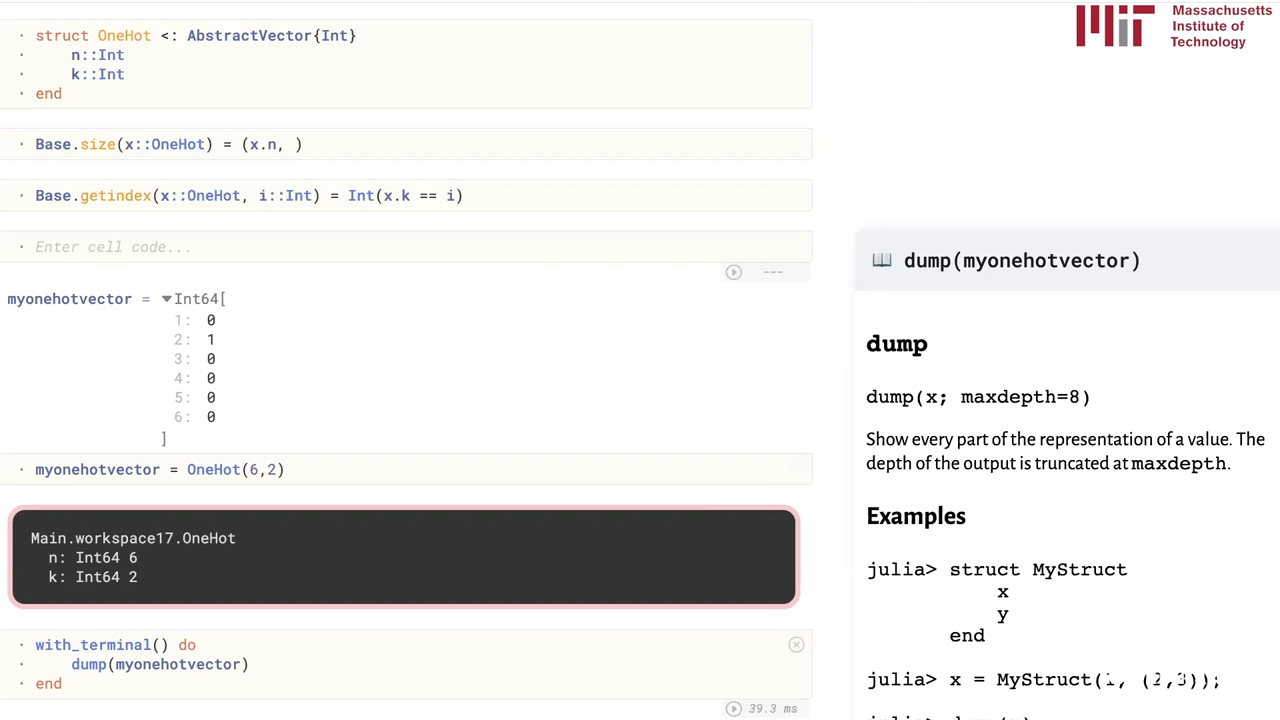 struct OneHot <: AbstractVector{Int}
n::Int
k::Int
end
Base.size(x::OneHot) = (x.n, )
Base.getindex(x::OneHot, i::Int) = Int(x.k == i)
Enter cell code...
---
myonehotvector = ▼Int64[
1: 0
2: 1
3: 0
4: 0
5: 0
6: 0
]
myonehotvector = OneHot(6,2)
Main.workspace17.OneHot
n: Int64 6
k: Int64 2
with_terminal() do
dump(myonehotvector)
end
39.3 ms
Massachusetts
Institute of
Technology
dump(myonehotvector)
dump
dump(x; maxdepth=8)
Show every part of the representation of a value. The
depth of the output is truncated at maxdepth.
Examples
julia> struct MyStruct
x
y
end
julia> x = MyStruct(1, (2,3));